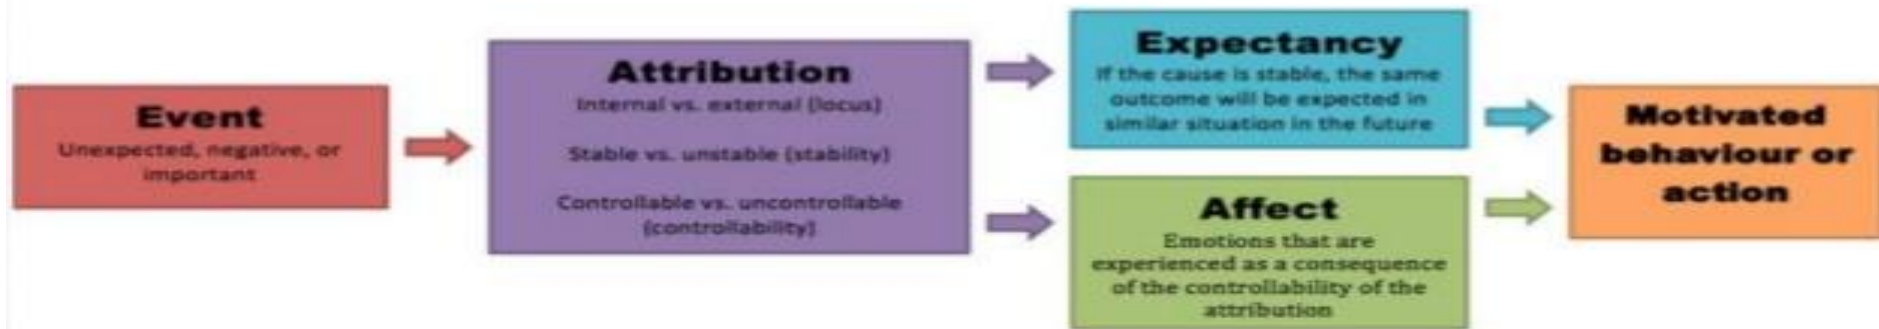 Event
Unexpected, negative, or
important
Attribution
Internal vs. external (locus)
Stable vs. unstable (stability)
Controllable vs. uncontrollable
(controllability)
Expectancy
If the cause is stable, the same
outcome will be expected in
similar situation in the future
Affect
Emotions that are
experienced as a consequence
of the controllability of the
attribution
Motivated
behaviour or
action